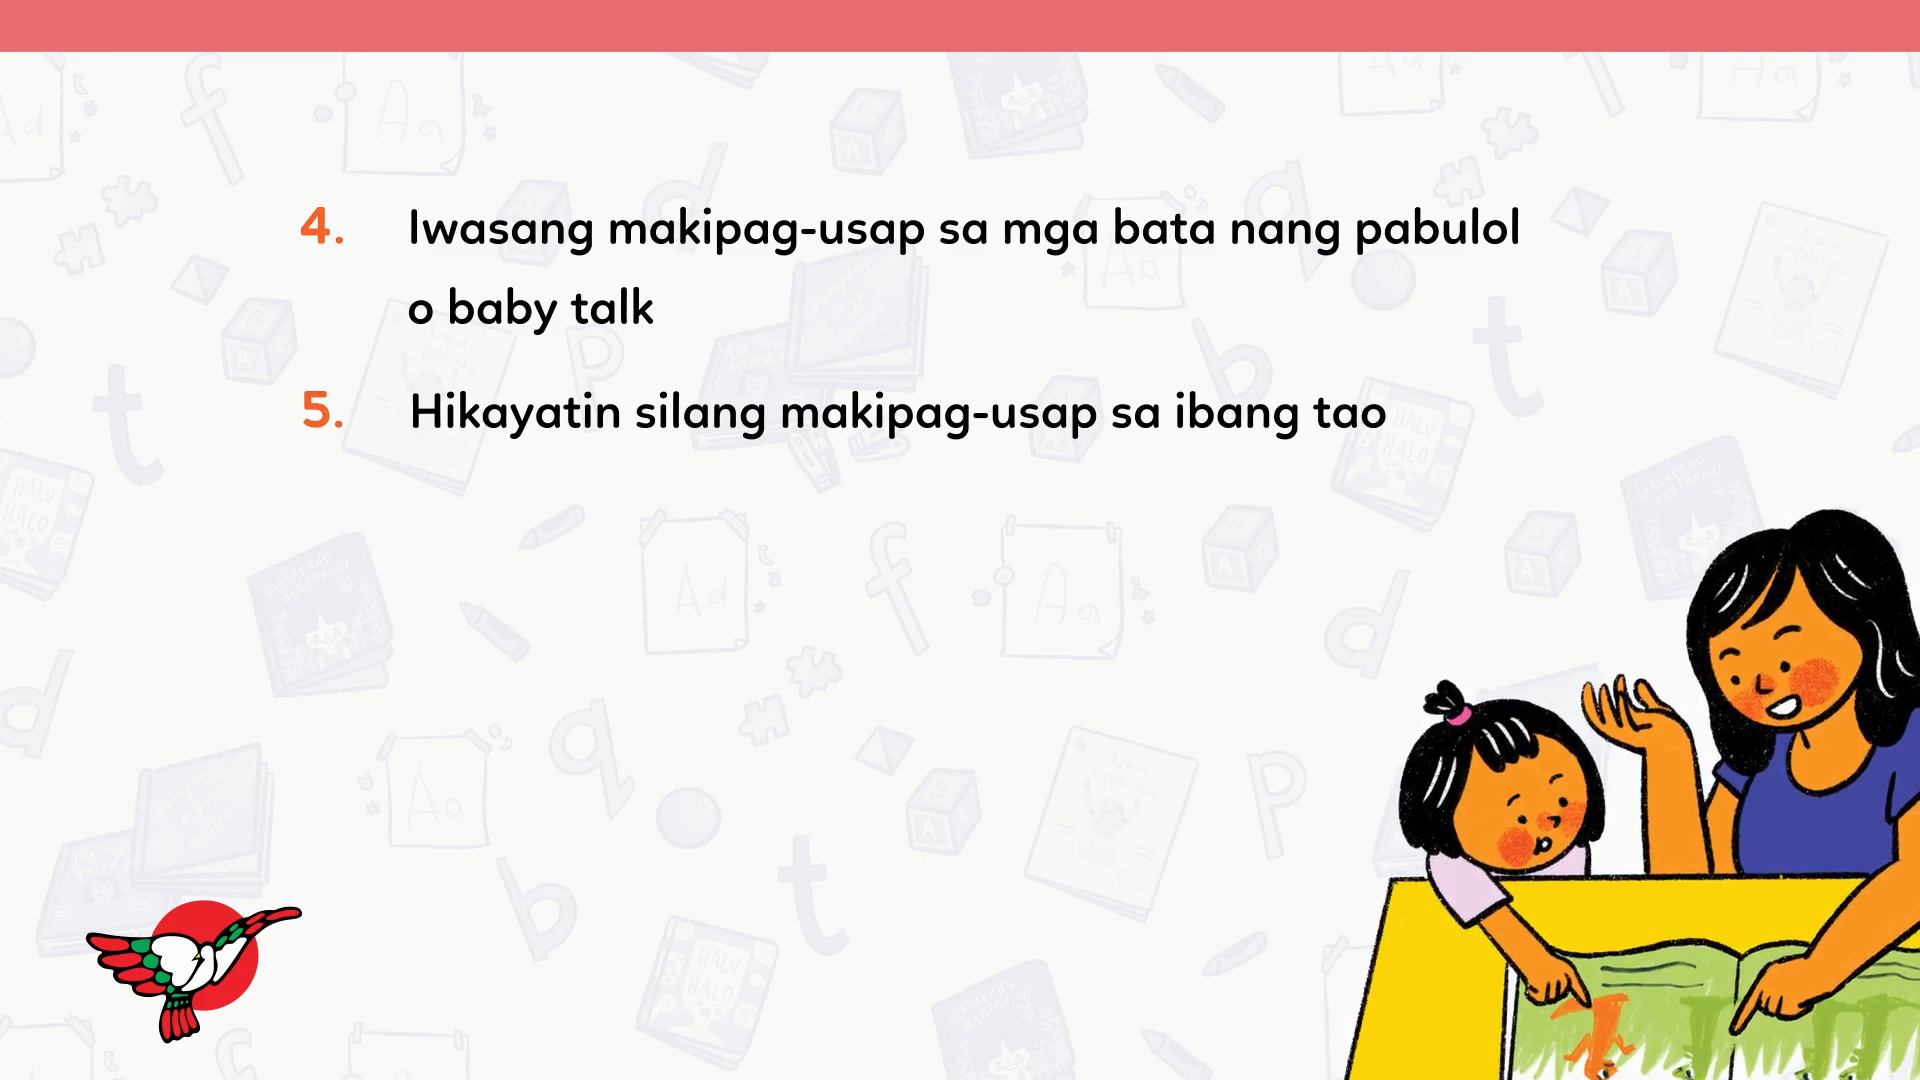 4. Iwasang makipag-usap sa mga bata nang pabulol
o baby talk
5. Hikayatin silang makipag-usap sa ibang tao